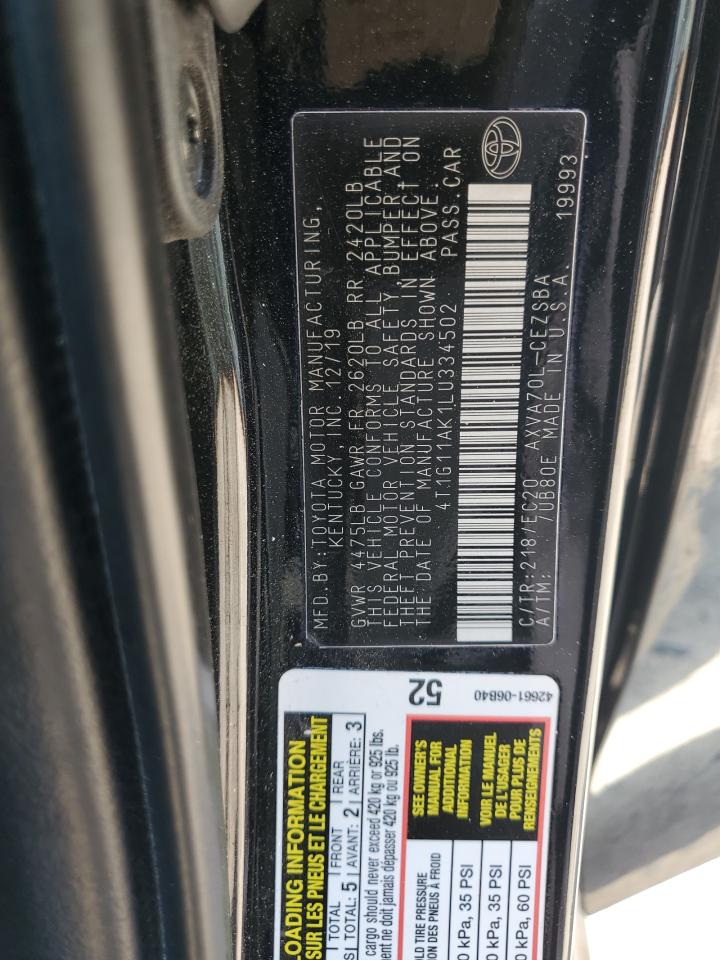 MFD. BY: TOYOTA MOTOR MANUFACTURING,
KENTUCKY, INC. 12/19
GVWR 4475LB GAWR FR 2620LB RR 2420LB
THIS VEHICLE CONFORMS TO ALL APPLICABLE
FEDERAL MOTOR VEHICLE SAFETY, BUMPER, AND
THEFT PREVENTION STANDARDS IN EFFECT ON
THE DATE OF MANUFACTURE SHOWN ABOVE.
4T1G11AK1LU334502 PASS. CAR
C/TR: 218/EC20 AXVA70L-CEZSBA
A/TM: /UB80E MADE IN U.S.A. 19993
52
42661-06B40
LOADING INFORMATION
SUR LES PNEUS ET LE CHARGEMENT
FRONT REAR
TOTAL: 5 AVANT: 2 ARRIÈRE: 3
cargo should never exceed 420 kg or 925 lbs.
ne doit jamais dépasser 420 kg ou 925 lb.
TIRE PRESSURE
DES PNEUS À FROID
kPa, 35 PSI
kPa, 35 PSI
kPa, 60 PSI
SEE OWNER'S
MANUAL FOR
ADDITIONAL
INFORMATION
VOIR LE MANUEL
DE L'USAGER
POUR PLUS DE
RENSEIGNEMENTS